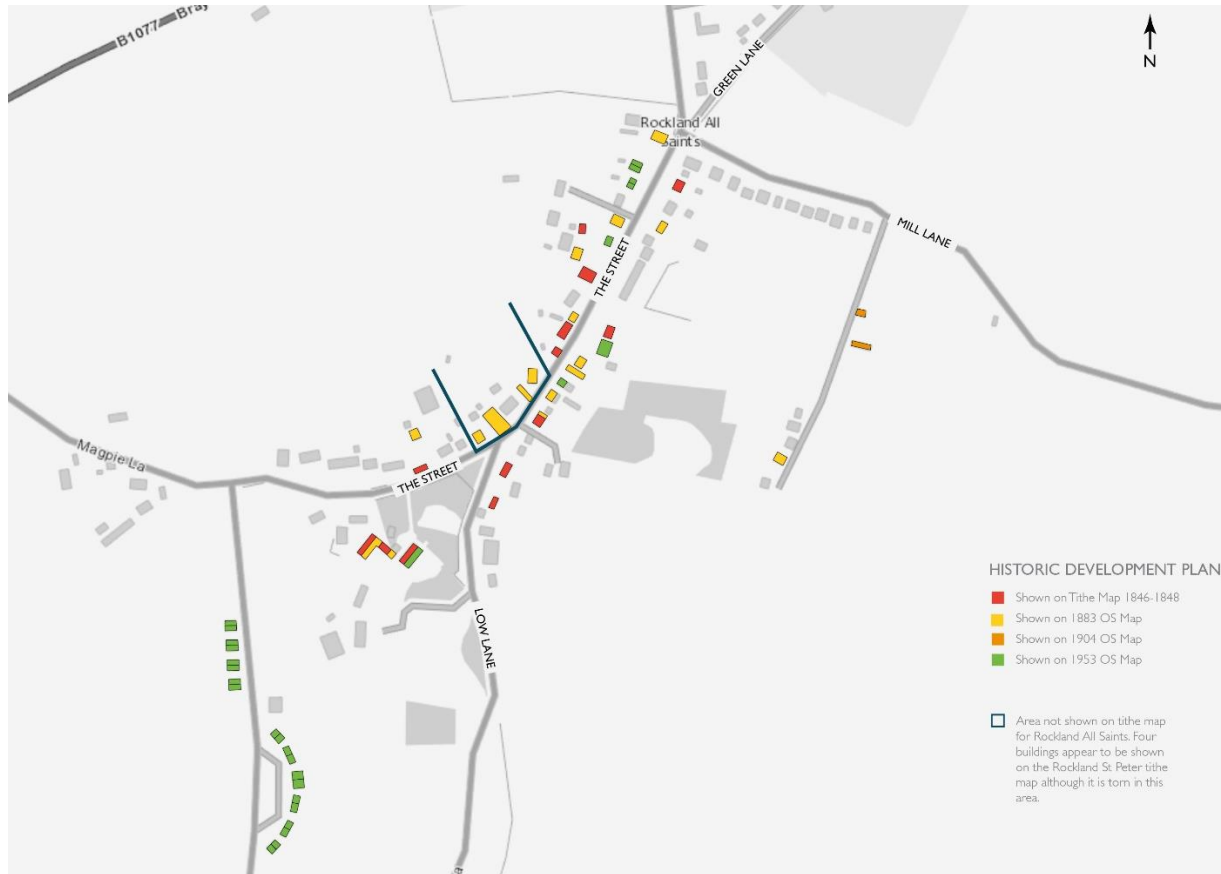 B1077 Bray
N
GREEN LANE
Rockland All
Saints
MILL LANE
THE STREET
Magpie La
THE STREET
LOW LANE
HISTORIC DEVELOPMENT PLAN
Shown on Tithe Map 1846-1848
Shown on 1883 OS Map
Shown on 1904 OS Map
Shown on 1953 OS Map
Area not shown on tithe map
for Rockland All Saints. Four
buildings appear to be shown
on the Rockland St Peter tithe
map although it is torn in this
area.